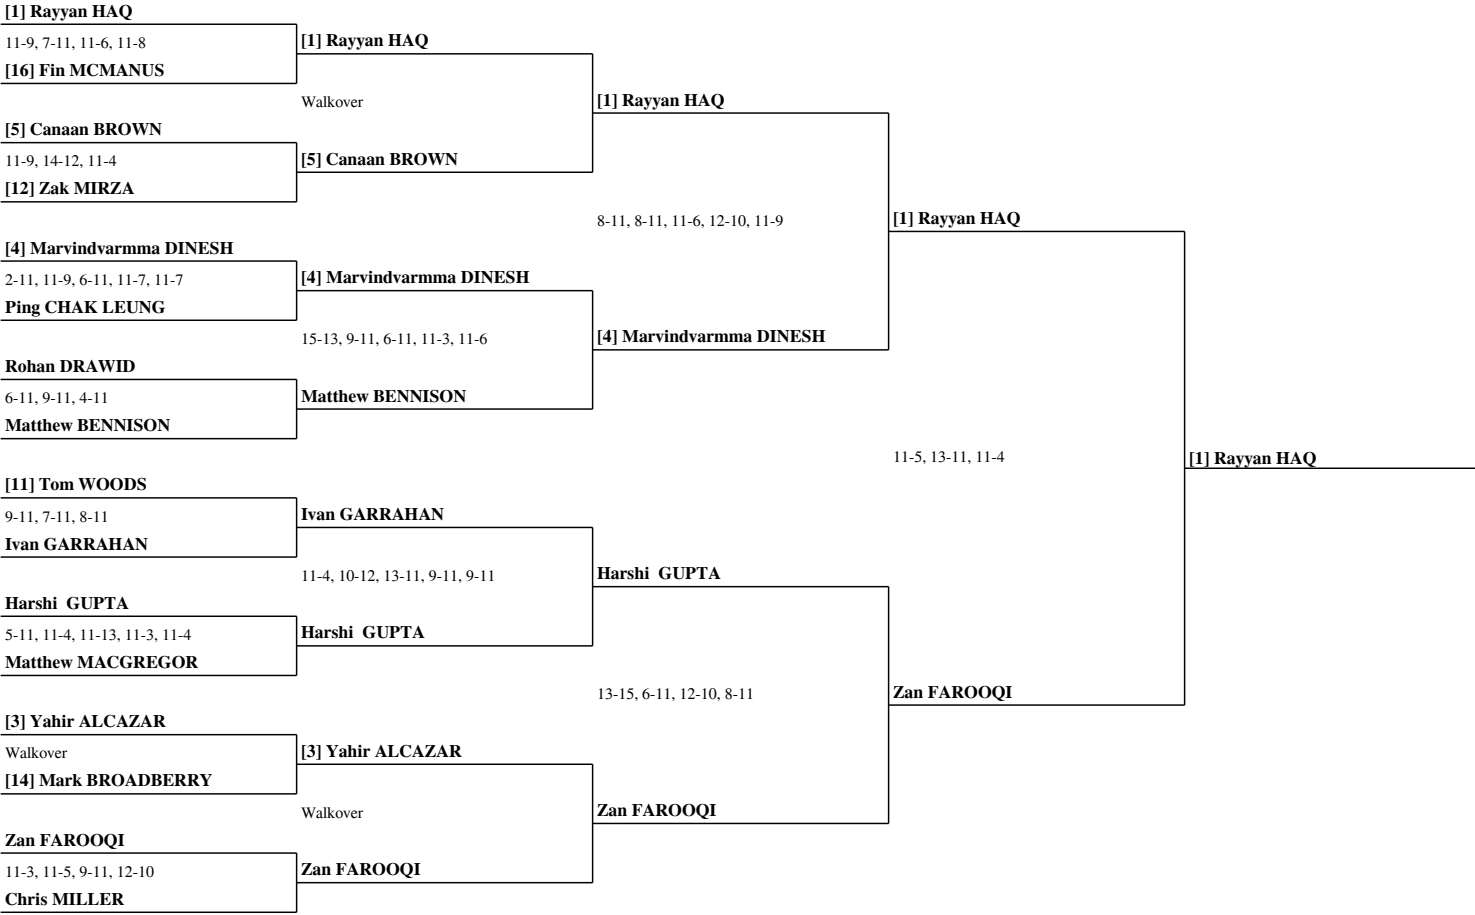 [1] Rayyan HAQ
11-9, 7-11, 11-6, 11-8
[16] Fin MCMANUS
[5] Canaan BROWN
11-9, 14-12, 11-4
[12] Zak MIRZA
[4] Marvindvarmma DINESH
2-11, 11-9, 6-11, 11-7, 11-7
Ping CHAK LEUNG
Rohan DRAWID
6-11, 9-11, 4-11
Matthew BENNISON
[11] Tom WOODS
9-11, 7-11, 8-11
Ivan GARRAHAN
Harshi  GUPTA
5-11, 11-4, 11-13, 11-3, 11-4
Matthew MACGREGOR
[3] Yahir ALCAZAR
Walkover
[14] Mark BROADBERRY
Zan FAROOQI
11-3, 11-5, 9-11, 12-10
Chris MILLER
[1] Rayyan HAQ
Walkover
[5] Canaan BROWN
[4] Marvindvarmma DINESH
15-13, 9-11, 6-11, 11-3, 11-6
Matthew BENNISON
Ivan GARRAHAN
11-4, 10-12, 13-11, 9-11, 9-11
Harshi  GUPTA
[3] Yahir ALCAZAR
Walkover
Zan FAROOQI
[1] Rayyan HAQ
8-11, 8-11, 11-6, 12-10, 11-9
[4] Marvindvarmma DINESH
Harshi  GUPTA
13-15, 6-11, 12-10, 8-11
Zan FAROOQI
[1] Rayyan HAQ
11-5, 13-11, 11-4
Zan FAROOQI
[1] Rayyan HAQ